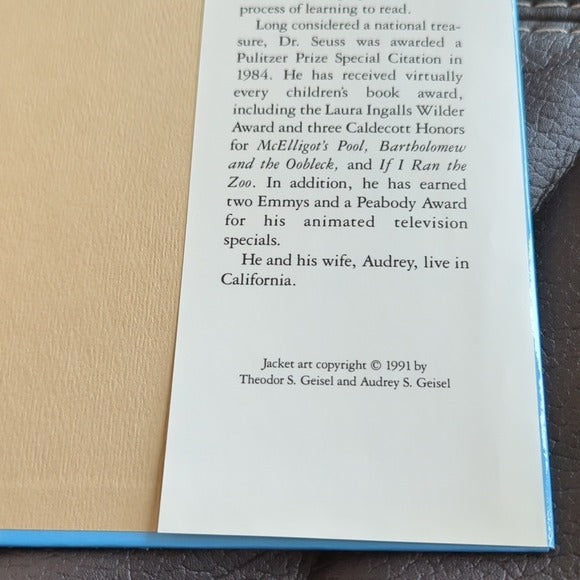 process of learning to read.
Long considered a national trea-
sure, Dr. Seuss was awarded a
Pulitzer Prize Special Citation in
1984. He has received virtually
every children's book award,
including the Laura Ingalls Wilder
Award and three Caldecott Honors
for McElligot's Pool, Bartholomew
and the Oobleck, and If I Ran the
Zoo. In addition, he has earned
two Emmys and a Peabody Award
for his animated television
specials.
He and his wife, Audrey, live in
California.
Jacket art copyright © 1991 by
Theodor S. Geisel and Audrey S. Geisel